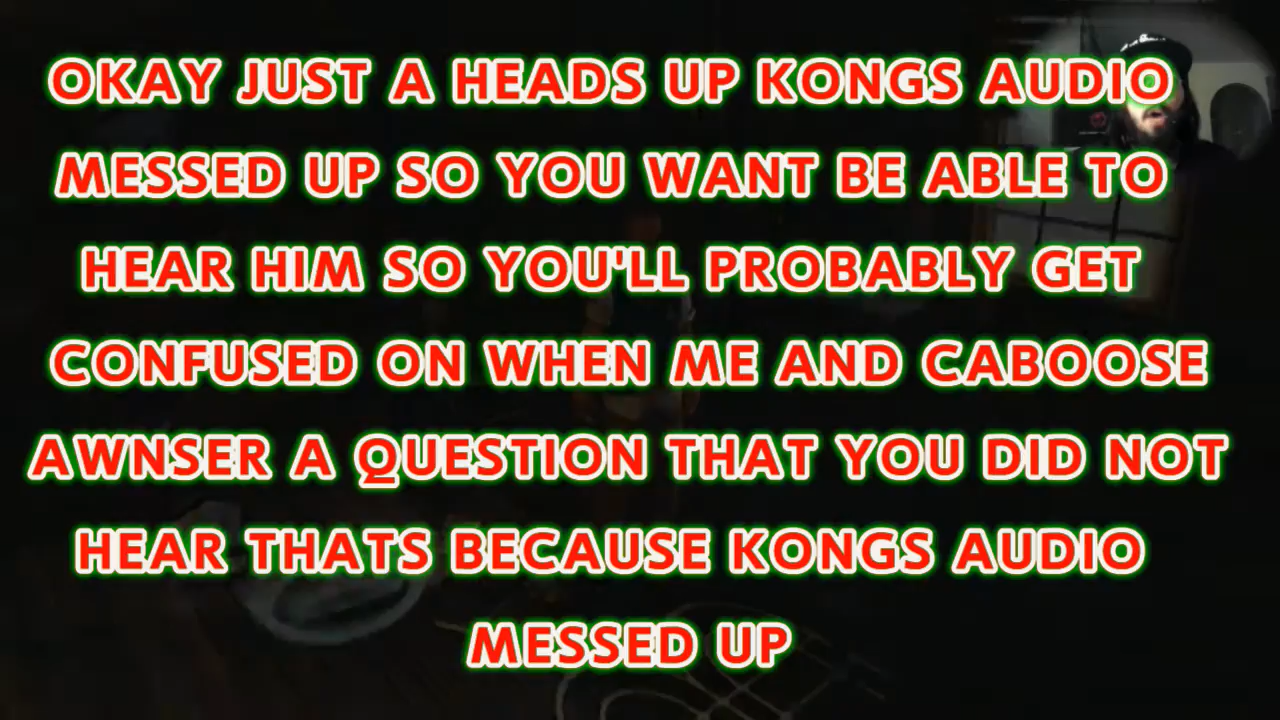 OKAY JUST A HEADS UP KONGS AUDIO
MESSED UP SO YOU WANT BE ABLE TO
HEAR HIM SO YOU'LL PROBABLY GET
CONFUSED ON WHEN ME AND CABOOSE
AWNSER A QUESTION THAT YOU DID NOT
HEAR THATS BECAUSE KONGS AUDIO
MESSED UP